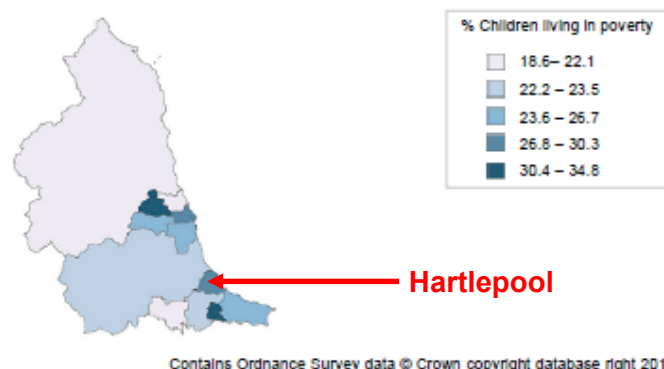 % Children living in poverty
18.6– 22.1
22.2 – 23.5
23.6 – 26.7
26.8 – 30.3
30.4 – 34.8
Hartlepool
Contains Ordnance Survey data © Crown copyright database right